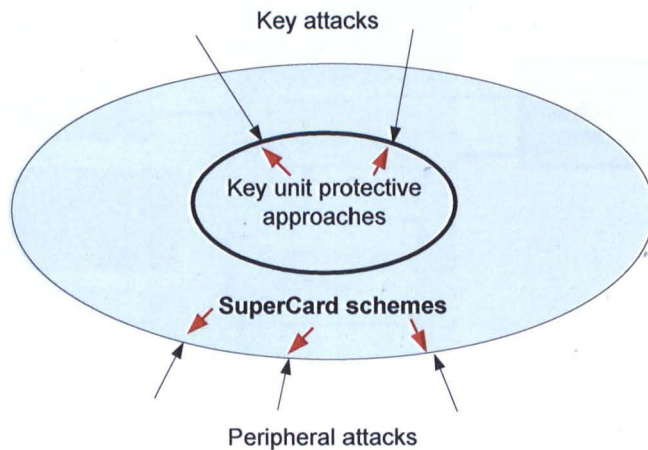 Key attacks
Key unit protective
approaches
SuperCard schemes
Peripheral attacks